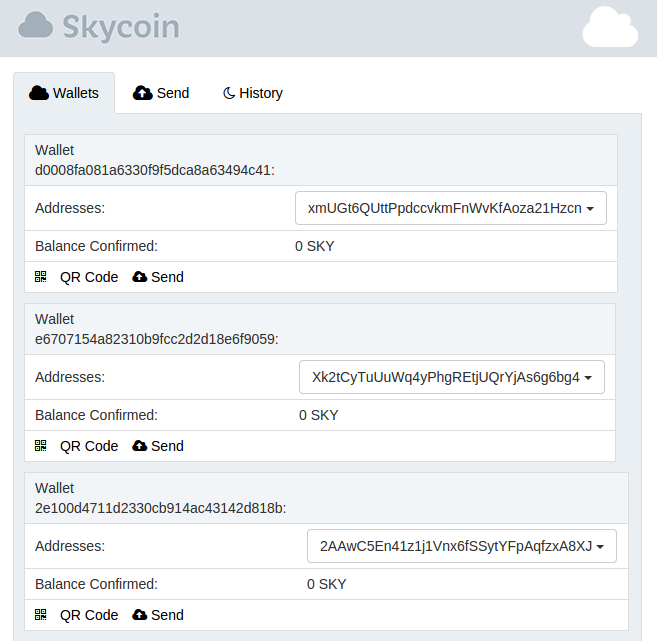 Skycoin
Wallets Send History
Wallet
d0008fa081a6330f9f5dca8a63494c41:
Addresses: xmUGt6QUttPpdccvkmFnWvKfAoza21Hzcn
Balance Confirmed: 0 SKY
QR Code Send
Wallet
e6707154a82310b9fcc2d2d18e6f9059:
Addresses: Xk2tCyTuUuWq4yPhgREtjUQrYjAs6g6bg4
Balance Confirmed: 0 SKY
QR Code Send
Wallet
2e100d4711d2330cb914ac43142d818b:
Addresses: 2AAwC5En41z1j1Vnx6fSSytYFpAqfzxA8XJ
Balance Confirmed: 0 SKY
QR Code Send